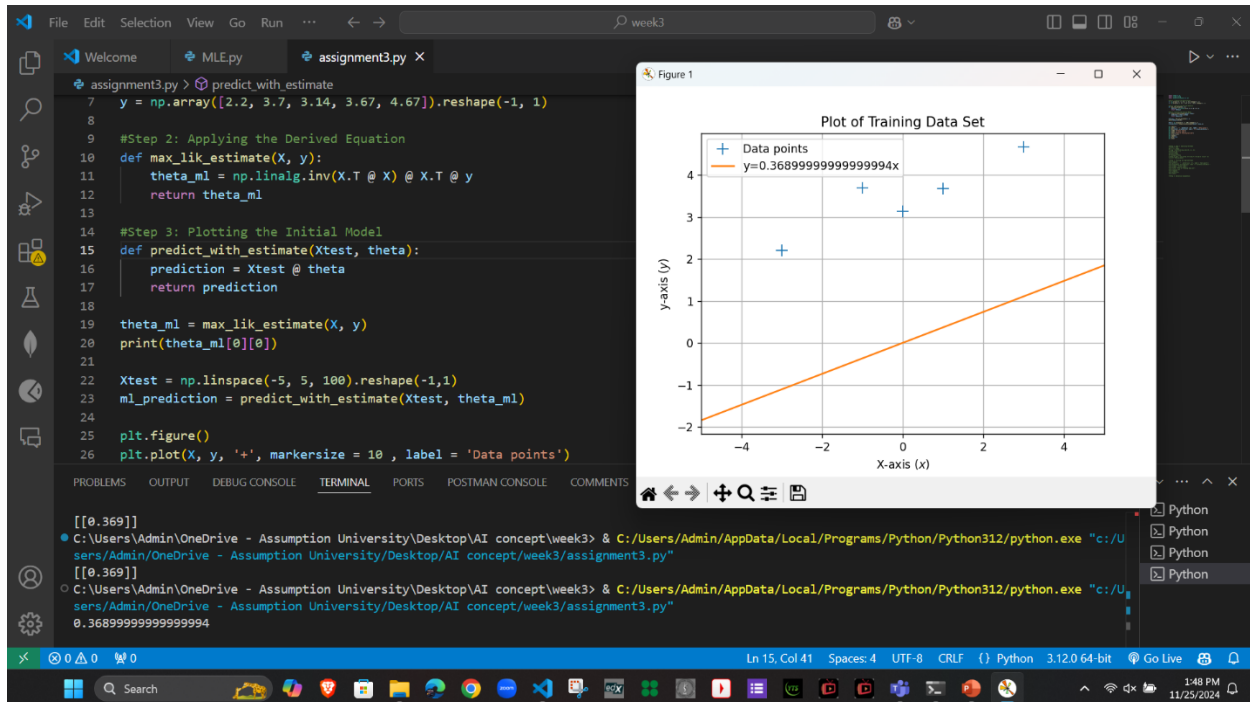 File Edit Selection View Go Run ··· week3
Welcome MLE.py assignment3.py
assignment3.py > predict_with_estimate
7 y = np.array([2.2, 3.7, 3.14, 3.67, 4.67]).reshape(-1, 1)
8
9 #Step 2: Applying the Derived Equation
10 def max_lik_estimate(X, y):
11 theta_ml = np.linalg.inv(X.T @ X) @ X.T @ y
12 return theta_ml
13
14 #Step 3: Plotting the Initial Model
15 def predict_with_estimate(Xtest, theta):
16 prediction = Xtest @ theta
17 return prediction
18
19 theta_ml = max_lik_estimate(X, y)
20 print(theta_ml[0][0])
21
22 Xtest = np.linspace(-5, 5, 100).reshape(-1,1)
23 ml_prediction = predict_with_estimate(Xtest, theta_ml)
24
25 plt.figure()
26 plt.plot(X, y, '+', markersize = 10 , label = 'Data points')
Figure 1
Plot of Training Data Set
Data points
y=0.36899999999999994x
y-axis (y)
4
3
2
1
0
−1
−2
−4 −2 0 2 4
X-axis (x)
PROBLEMS OUTPUT DEBUG CONSOLE TERMINAL PORTS POSTMAN CONSOLE COMMENTS
[[0.369]]
C:\Users\Admin\OneDrive - Assumption University\Desktop\AI concept\week3> & C:/Users/Admin/AppData/Local/Programs/Python/Python312/python.exe "c:/U
sers/Admin/OneDrive - Assumption University/Desktop/AI concept/week3/assignment3.py"
[[0.369]]
C:\Users\Admin\OneDrive - Assumption University\Desktop\AI concept\week3> & C:/Users/Admin/AppData/Local/Programs/Python/Python312/python.exe "c:/U
sers/Admin/OneDrive - Assumption University/Desktop/AI concept/week3/assignment3.py"
0.36899999999999994
Python
Python
Python
Python
0 0 0 Ln 15, Col 41 Spaces: 4 UTF-8 CRLF {} Python 3.12.0 64-bit Go Live
Search edX
1:48 PM
11/25/2024